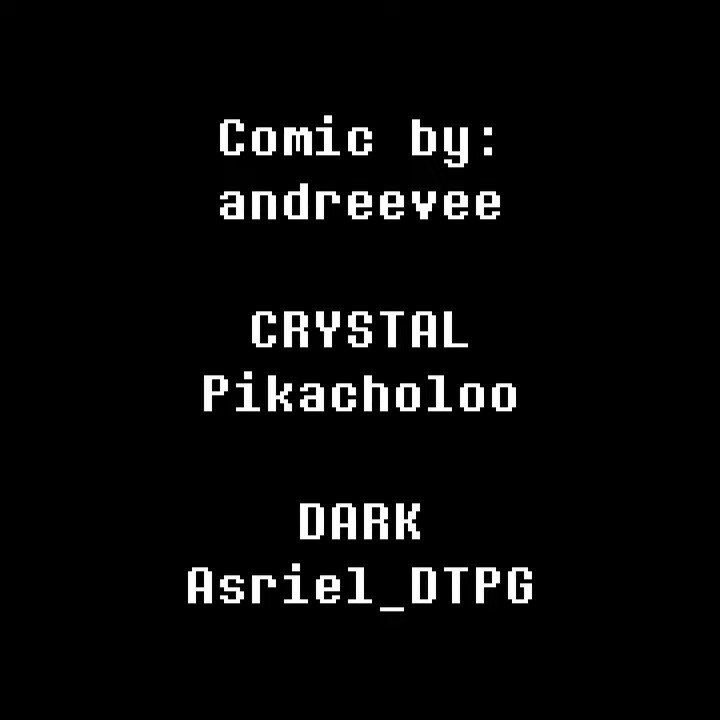 Comic by:
andreevee
CRYSTAL
Pikacholoo
DARK
Asriel_DTPG